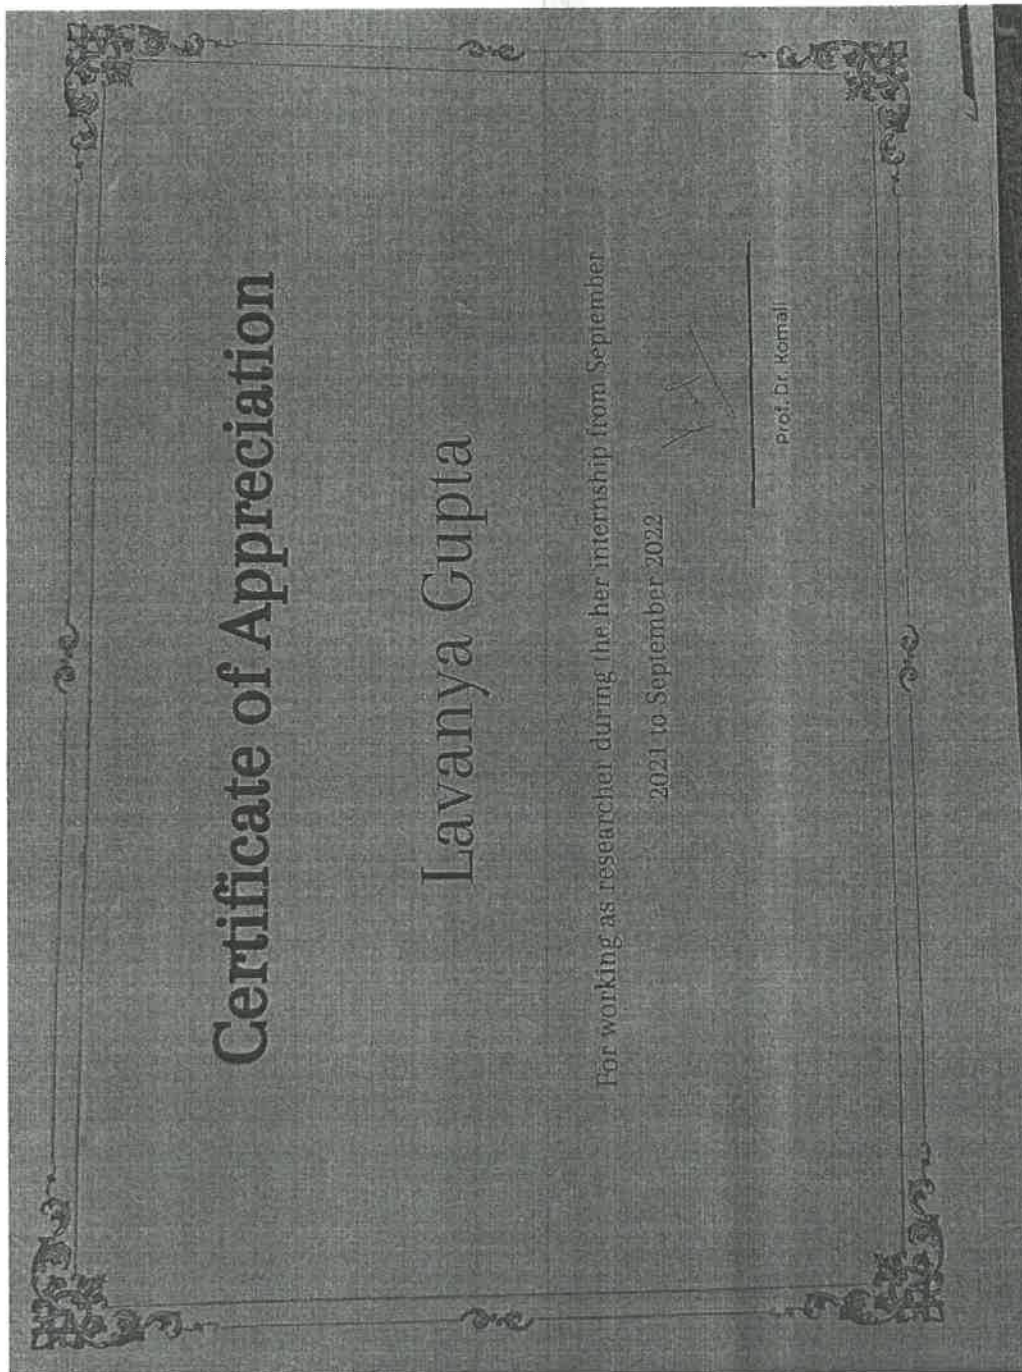 Certificate of Appreciation
Lavanya Gupta
For working as researcher during the her internship from September
2021 to September 2022
Prof. Dr. Komall